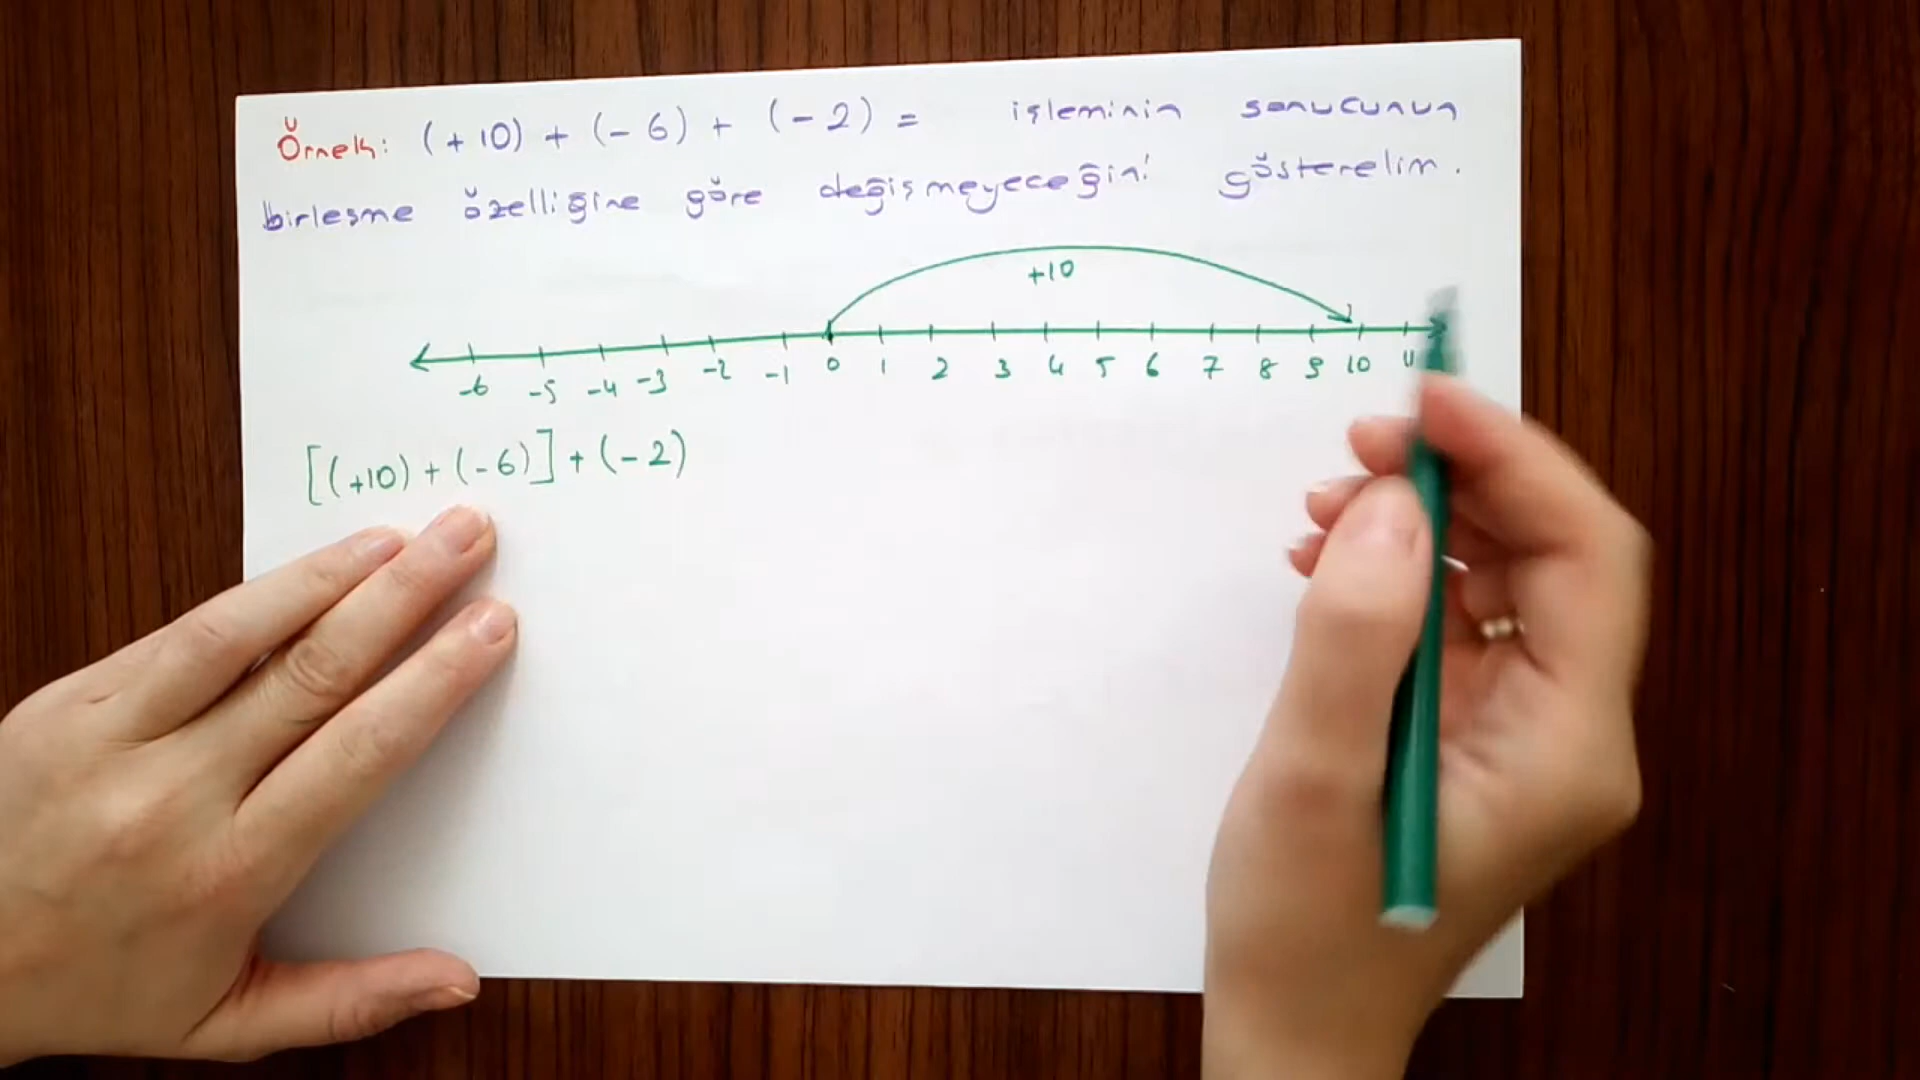 Örnek: (+10) + (-6) + (-2) = işleminin sonucunun
birleşme özelliğine göre değişmeyeceğini gösterelim.
+10
-6 -5 -4 -3 -2 -1 0 1 2 3 4 5 6 7 8 9 10 11
[(+10) + (-6)] + (-2)